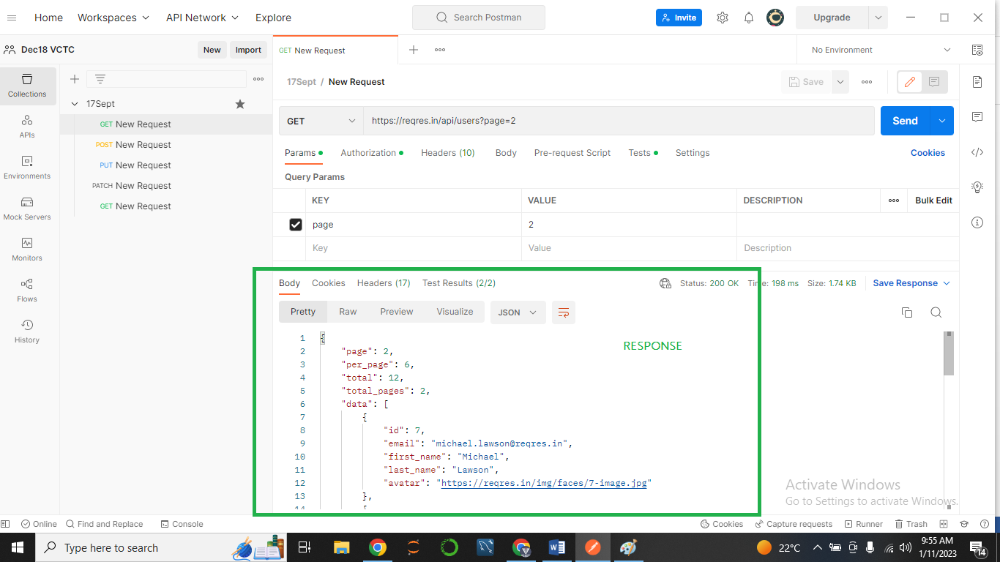 Home Workspaces API Network Explore Search Postman Invite Upgrade
Dec18 VCTC New Import GET New Request No Environment
Collections
APIs
Environments
Mock Servers
Monitors
Flows
History
17Sept
GET New Request
POST New Request
PUT New Request
PATCH New Request
GET New Request
17Sept / New Request Save
GET https://reqres.in/api/users?page=2 Send
Params Authorization Headers (10) Body Pre-request Script Tests Settings Cookies
Query Params
KEY VALUE DESCRIPTION Bulk Edit
page 2
Key Value Description
Body Cookies Headers (17) Test Results (2/2) Status: 200 OK Time: 198 ms Size: 1.74 KB Save Response
Pretty Raw Preview Visualize JSON
RESPONSE
1 {
2 "page": 2,
3 "per_page": 6,
4 "total": 12,
5 "total_pages": 2,
6 "data": [
7 {
8 "id": 7,
9 "email": "michael.lawson@reqres.in",
10 "first_name": "Michael",
11 "last_name": "Lawson",
12 "avatar": "https://reqres.in/img/faces/7-image.jpg"
13 },
14 {
Activate Windows
Go to Settings to activate Windows.
Online Find and Replace Console Cookies Capture requests Runner Trash
Type here to search 22°C 9:55 AM
1/11/2023
14